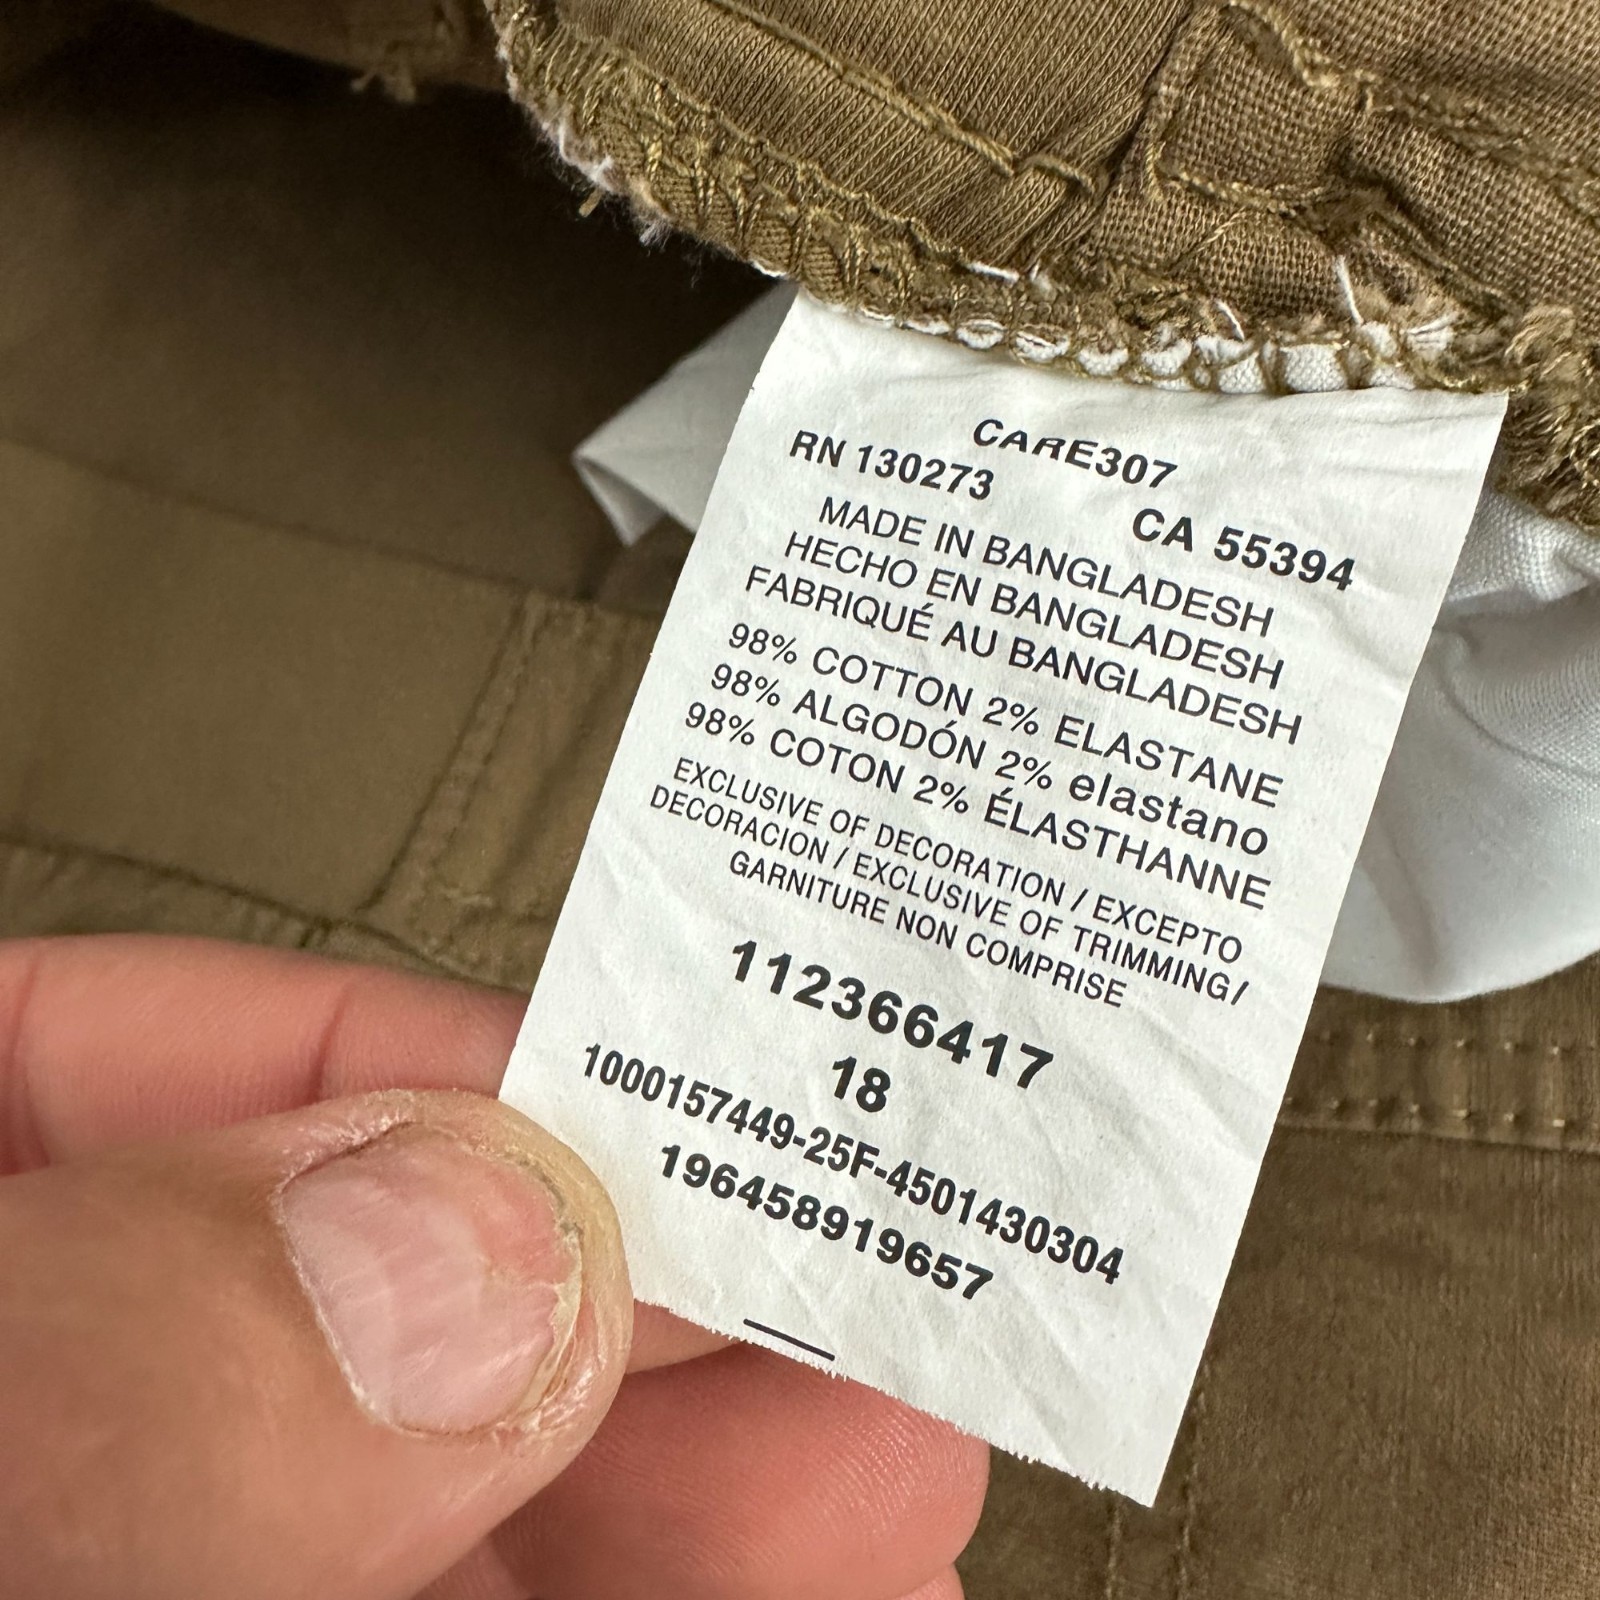 CARE307
RN 130273 CA 55394
MADE IN BANGLADESH
HECHO EN BANGLADESH
FABRIQUÉ AU BANGLADESH
98% COTTON 2% ELASTANE
98% ALGODÓN 2% elastano
98% COTON 2% ÉLASTHANNE
EXCLUSIVE OF DECORATION / EXCEPTO
DECORACION / EXCLUSIVE OF TRIMMING/
GARNITURE NON COMPRISE
112366417
18
1000157449-25F-4501430304
196458919657